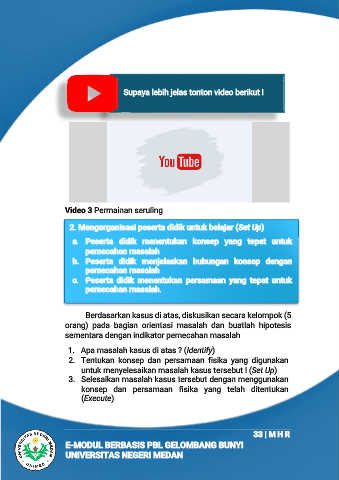 Supaya lebih jelas tonton video berikut !
YouTube
Video 3 Permainan seruling
2. Mengorganisasi peserta didik untuk belajar (Set Up)
a. Peserta didik menentukan konsep yang tepat untuk
pemecahan masalah
b. Peserta didik menjelaskan hubungan konsep dengan
pemecahan masalah
c. Peserta didik menentukan persamaan yang tepat untuk
pemecahan masalah.
Berdasarkan kasus di atas, diskusikan secara kelompok (5
orang) pada bagian orientasi masalah dan buatlah hipotesis
sementara dengan indikator pemecahan masalah
1. Apa masalah kasus di atas ? (Identify)
2. Tentukan konsep dan persamaan fisika yang digunakan
untuk menyelesaikan masalah kasus tersebut ! (Set Up)
3. Selesaikan masalah kasus tersebut dengan menggunakan
konsep dan persamaan fisika yang telah ditentukan
(Execute)
33 | M H R
E-MODUL BERBASIS PBL GELOMBANG BUNYI
UNIVERSITAS NEGERI MEDAN